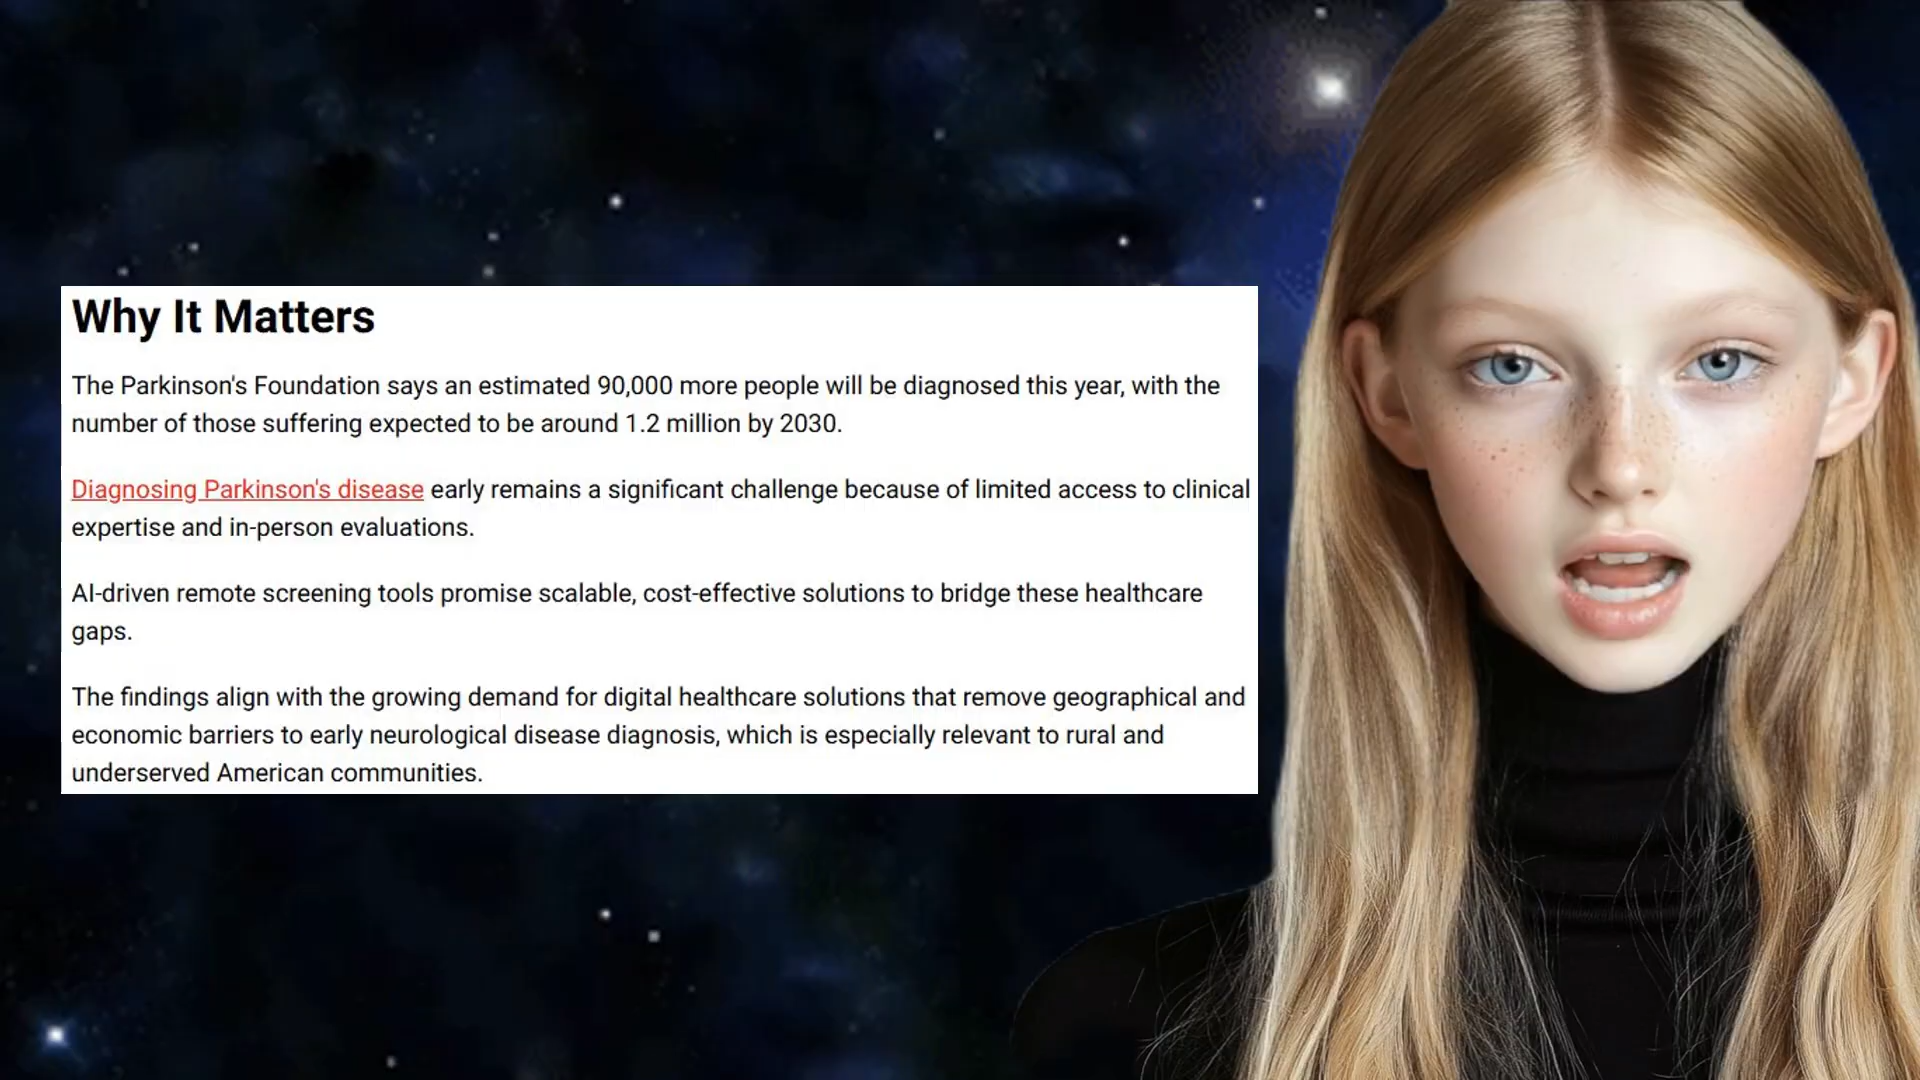 Why It Matters
The Parkinson's Foundation says an estimated 90,000 more people will be diagnosed this year, with the
number of those suffering expected to be around 1.2 million by 2030.
Diagnosing Parkinson's disease early remains a significant challenge because of limited access to clinical
expertise and in-person evaluations.
AI-driven remote screening tools promise scalable, cost-effective solutions to bridge these healthcare
gaps.
The findings align with the growing demand for digital healthcare solutions that remove geographical and
economic barriers to early neurological disease diagnosis, which is especially relevant to rural and
underserved American communities.